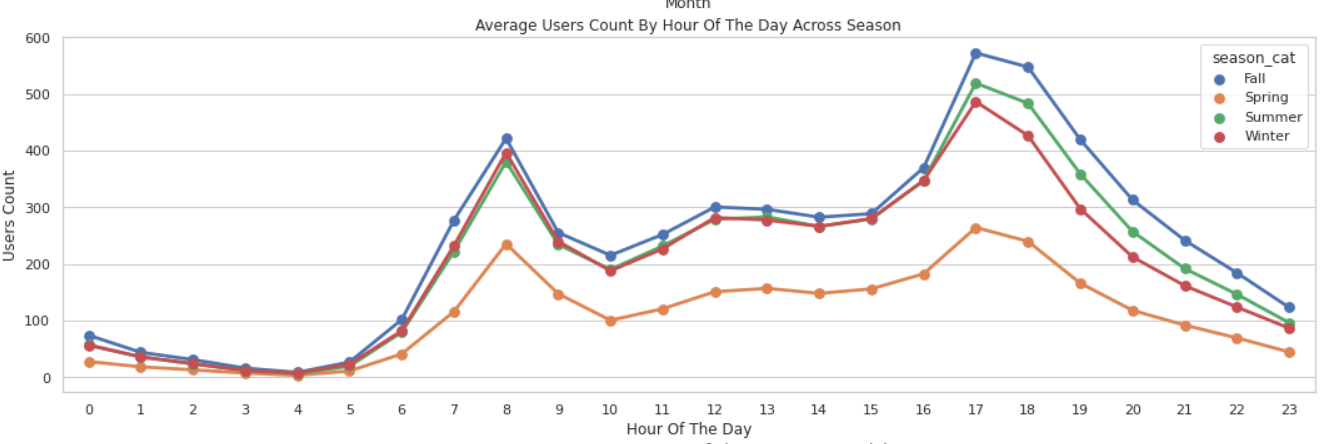 Month
Average Users Count By Hour Of The Day Across Season
600
500
400
300
200
100
0
Users Count
season_cat
Fall
Spring
Summer
Winter
0 1 2 3 4 5 6 7 8 9 10 11 12 13 14 15 16 17 18 19 20 21 22 23
Hour Of The Day